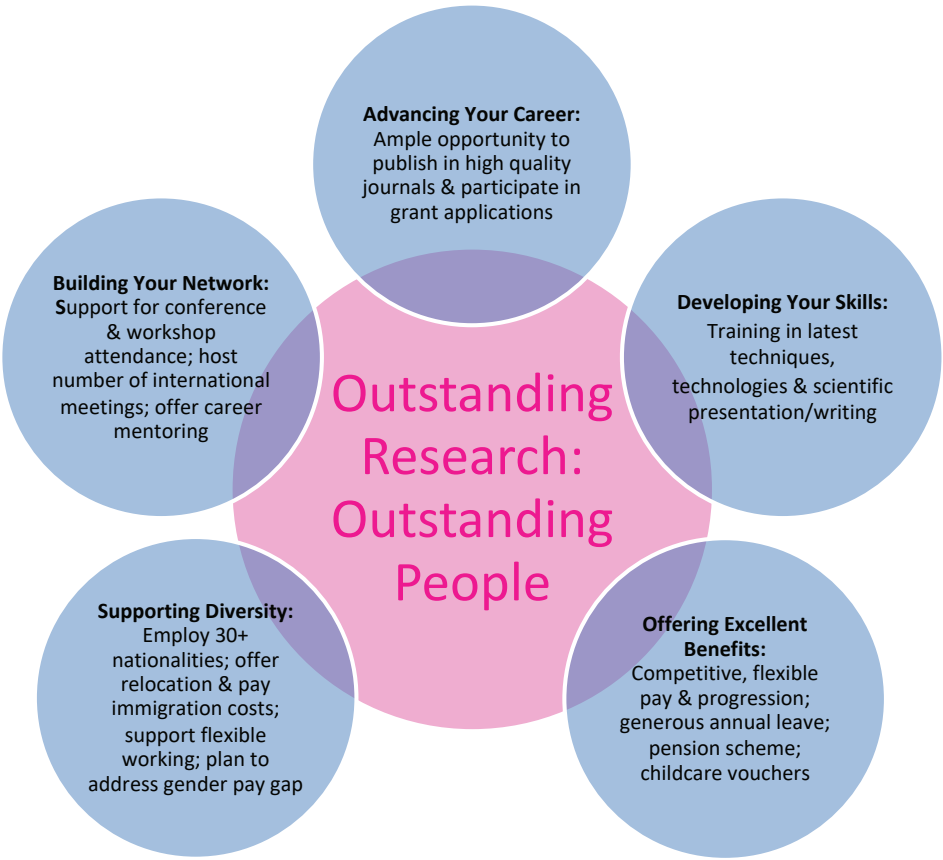 Advancing Your Career:
Ample opportunity to
publish in high quality
journals & participate in
grant applications
Building Your Network:
Support for conference
& workshop
attendance; host
number of international
meetings; offer career
mentoring
Developing Your Skills:
Training in latest
techniques,
technologies & scientific
presentation/writing
Outstanding
Research:
Outstanding
People
Supporting Diversity:
Employ 30+
nationalities; offer
relocation & pay
immigration costs;
support flexible
working; plan to
address gender pay gap
Offering Excellent
Benefits:
Competitive, flexible
pay & progression;
generous annual leave;
pension scheme;
childcare vouchers